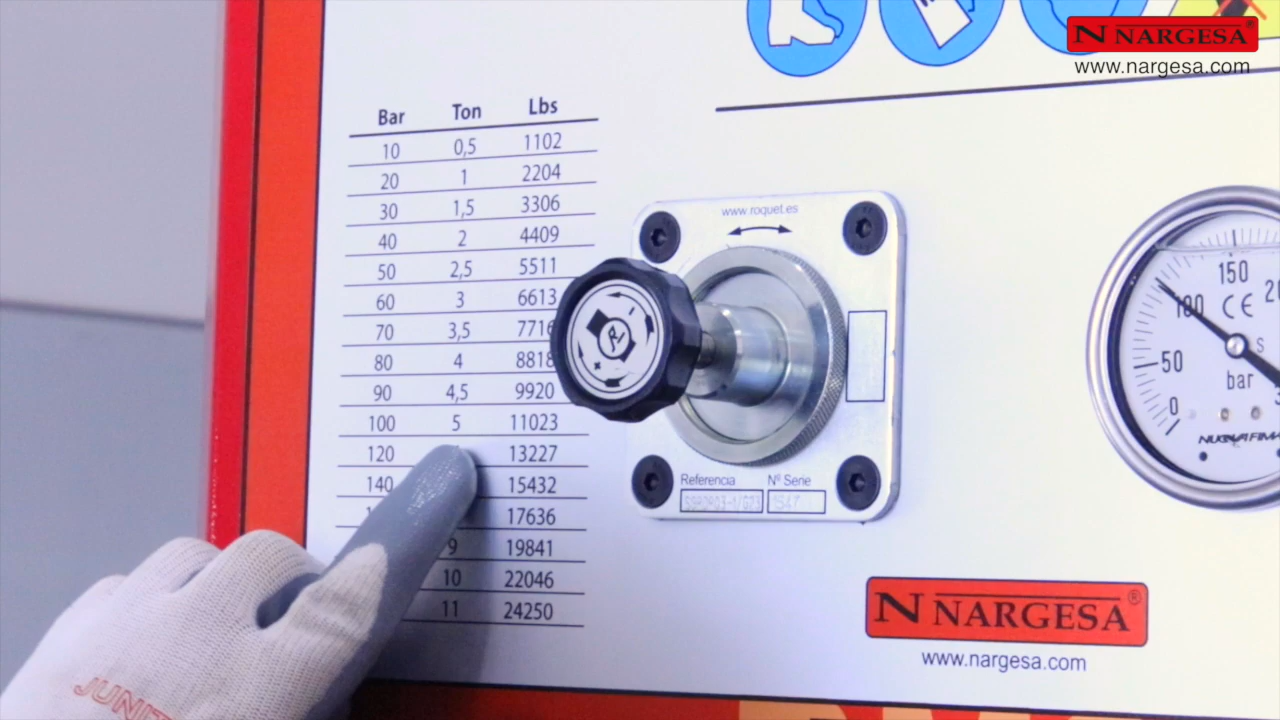 NARGESA
www.nargesa.com
Bar Ton Lbs
10 0,5 1102
20 1 2204
30 1,5 3306
40 2 4409
50 2,5 5511
60 3 6613
70 3,5 7716
80 4 8818
90 4,5 9920
100 5 11023
120 13227
140 15432
17636
9 19841
10 22046
11 24250
www.roquet.es
Referencia Nº Serie
1547
0 50 100 150
CE
bar
NUOVA FIMA
NARGESA®
www.nargesa.com
JUNIT